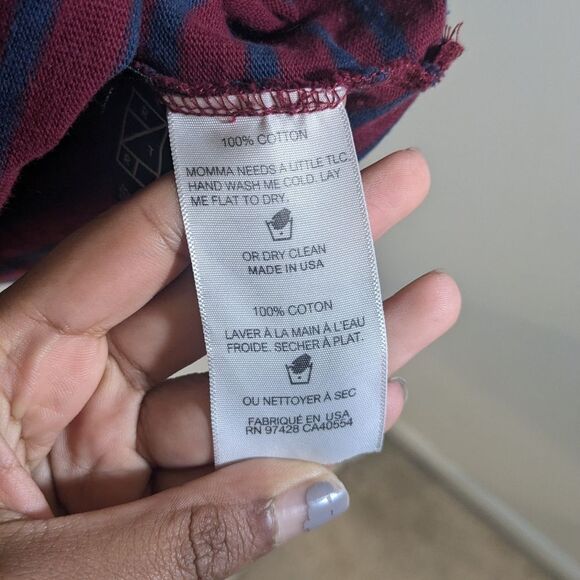 100% COTTON
MOMMA NEEDS A LITTLE TLC.
HAND WASH ME COLD. LAY
ME FLAT TO DRY.
OR DRY CLEAN
MADE IN USA
100% COTON
LAVER À LA MAIN À L'EAU
FROIDE. SECHER À PLAT.
OU NETTOYER À SEC
FABRIQUÉ EN USA
RN 97428 CA40554